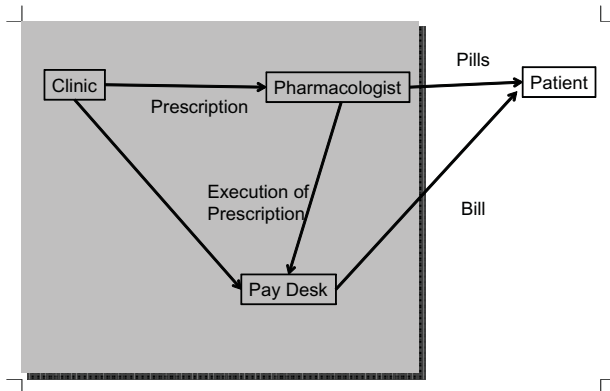 Pills
Clinic
Pharmacologist
Patient
Prescription
Execution of
Prescription
Bill
Pay Desk